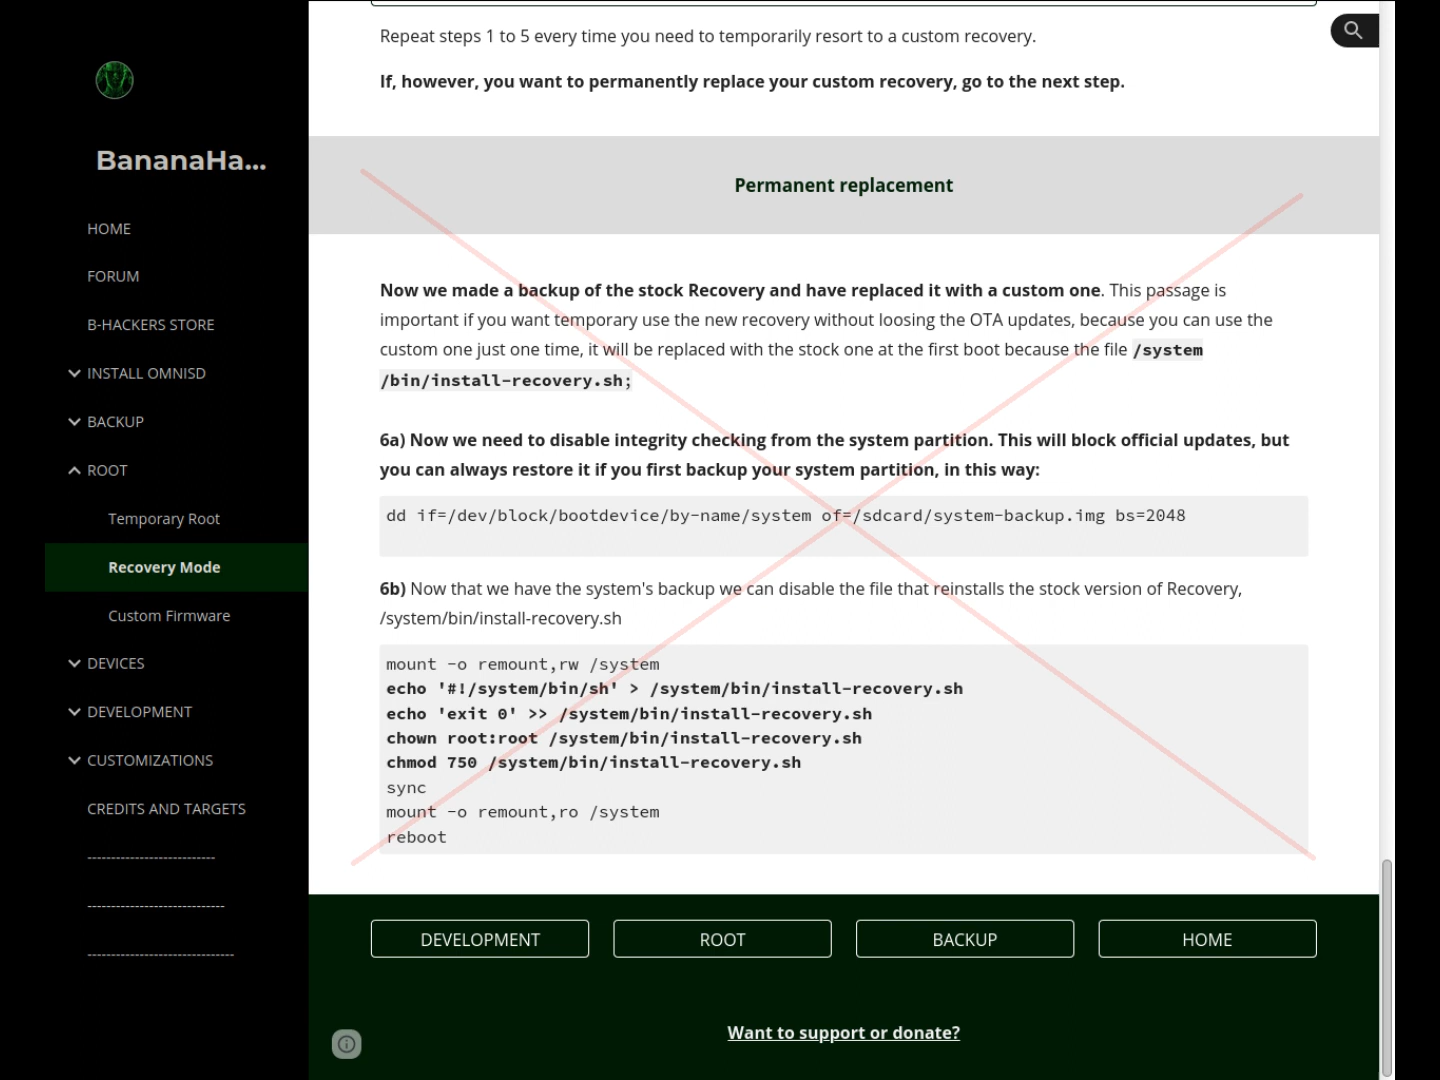 BananaHa...
HOME
FORUM
B-HACKERS STORE
INSTALL OMNISD
BACKUP
ROOT
Temporary Root
Recovery Mode
Custom Firmware
DEVICES
DEVELOPMENT
CUSTOMIZATIONS
CREDITS AND TARGETS
---------------------------
-----------------------------
-------------------------------
Repeat steps 1 to 5 every time you need to temporarily resort to a custom recovery.
If, however, you want to permanently replace your custom recovery, go to the next step.
Permanent replacement
Now we made a backup of the stock Recovery and have replaced it with a custom one. This passage is
important if you want temporary use the new recovery without loosing the OTA updates, because you can use the
custom one just one time, it will be replaced with the stock one at the first boot because the file /system
/bin/install-recovery.sh;
6a) Now we need to disable integrity checking from the system partition. This will block official updates, but
you can always restore it if you first backup your system partition, in this way:
dd if=/dev/block/bootdevice/by-name/system of=/sdcard/system-backup.img bs=2048
6b) Now that we have the system's backup we can disable the file that reinstalls the stock version of Recovery,
/system/bin/install-recovery.sh
mount -o remount,rw /system
echo '#!/system/bin/sh' > /system/bin/install-recovery.sh
echo 'exit 0' >> /system/bin/install-recovery.sh
chown root:root /system/bin/install-recovery.sh
chmod 750 /system/bin/install-recovery.sh
sync
mount -o remount,ro /system
reboot
DEVELOPMENT
ROOT
BACKUP
HOME
Want to support or donate?